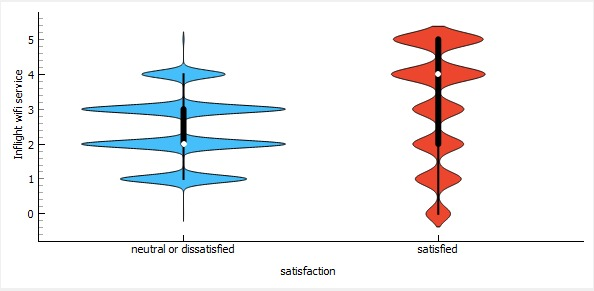 Inflight wifi service
5
4
3
2
1
0
neutral or dissatisfied
satisfied
satisfaction